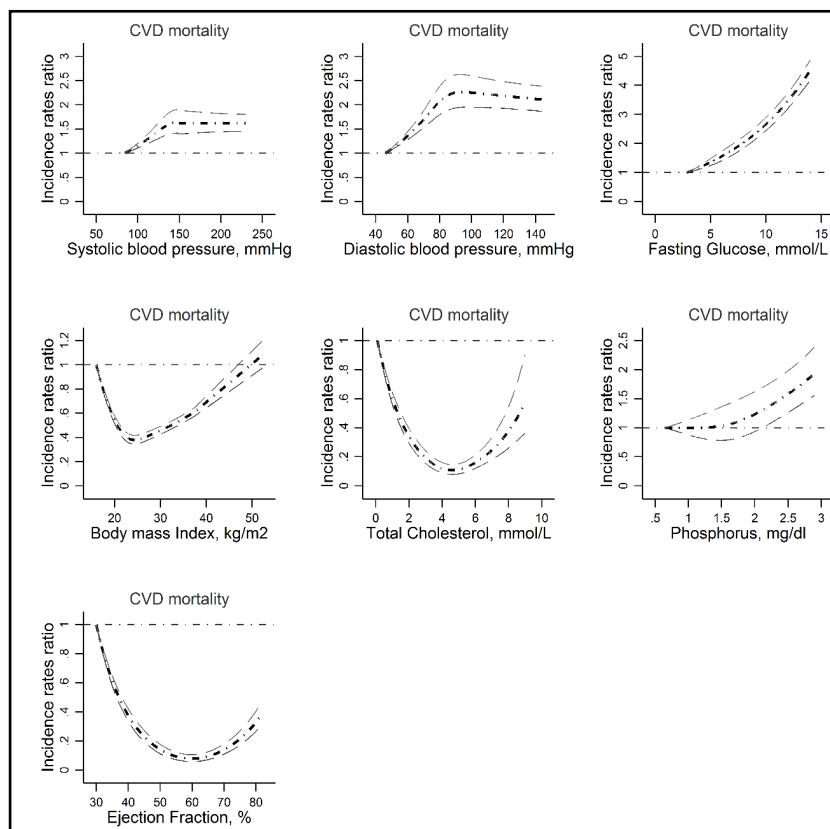 CVD mortality
Incidence rates ratio
3
2.5
2
1.5
1
.5
0
50 100 150 200 250
Systolic blood pressure, mmHg
CVD mortality
Incidence rates ratio
3
2.5
2
1.5
1
.5
0
40 60 80 100 120 140
Diastolic blood pressure, mmHg
CVD mortality
Incidence rates ratio
5
4
3
2
1
0
0 5 10 15
Fasting Glucose, mmol/L
CVD mortality
Incidence rates ratio
1.2
1
.8
.6
.4
.2
0
20 30 40 50
Body mass Index, kg/m2
CVD mortality
Incidence rates ratio
1
.8
.6
.4
.2
0
0 2 4 6 8 10
Total Cholesterol, mmol/L
CVD mortality
Incidence rates ratio
2.5
2
1.5
1
.5
0
.5 1 1.5 2 2.5 3
Phosphorus, mg/dl
CVD mortality
Incidence rates ratio
1
.8
.6
.4
.2
0
30 40 50 60 70 80
Ejection Fraction, %